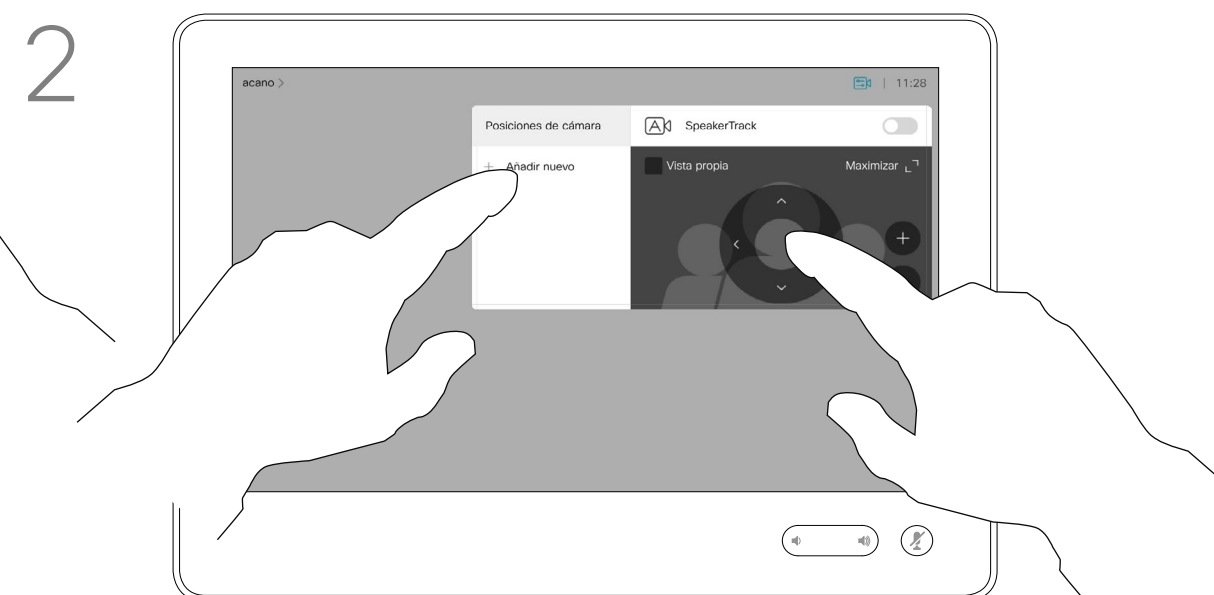 2
acano >
11:28
Posiciones de cámara
SpeakerTrack
+ Añadir nuevo
Vista propia
Maximizar